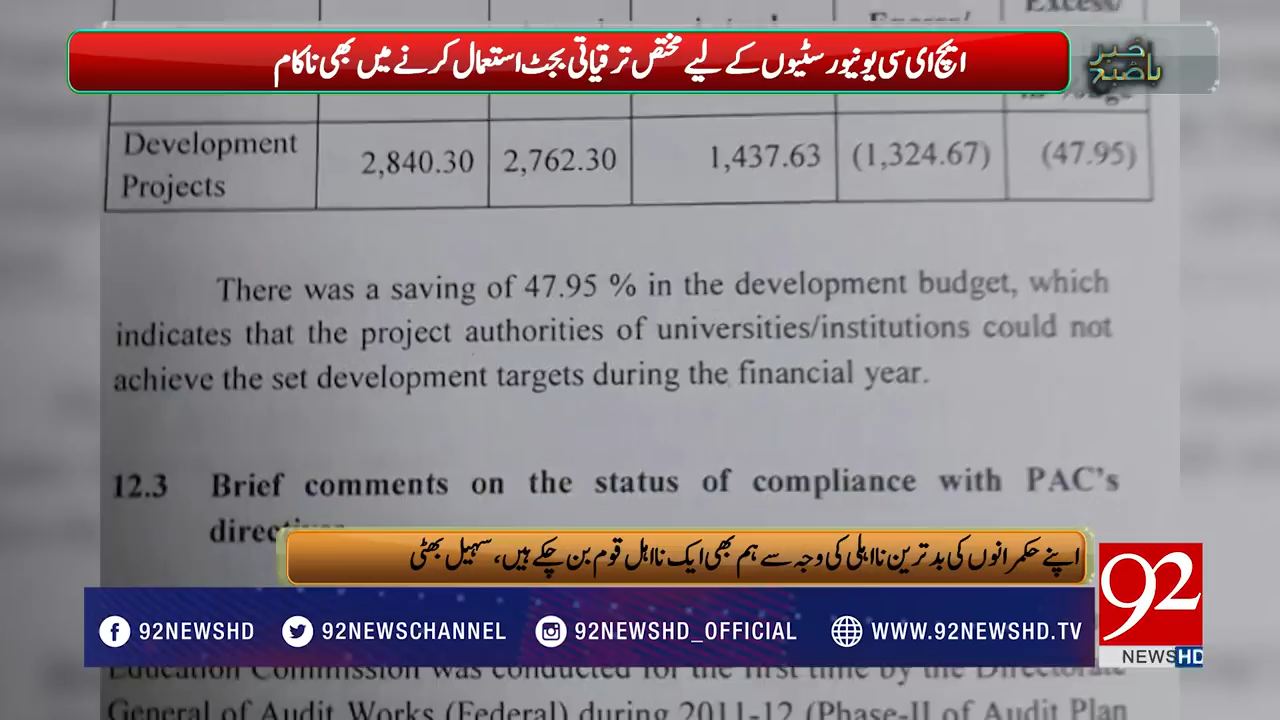 Excess/
ایچ ای سی یونیورسٹیوں کے لیے مختص ترقیاتی بجٹ استعمال کرنے میں بھی ناکام
خبر
باصبح
Development
Projects
2,840.30 2,762.30 1,437.63 (1,324.67) (47.95)
There was a saving of 47.95 % in the development budget, which
indicates that the project authorities of universities/institutions could not
achieve the set development targets during the financial year.
12.3 Brief comments on the status of compliance with PAC's
اپنے حکمرانوں کی بدترین نااہلی کی وجہ سے ہم بھی ایک نااہل قوم بن چکے ہیں، سہیل بھٹی
92
NEWS HD
92NEWSHD 92NEWSCHANNEL 92NEWSHD_OFFICIAL WWW.92NEWSHD.TV
Education Commission was conducted for the first time by the Directorate
General of Audit Works (Federal) during 2011-12 (Phase-II of Audit Plan